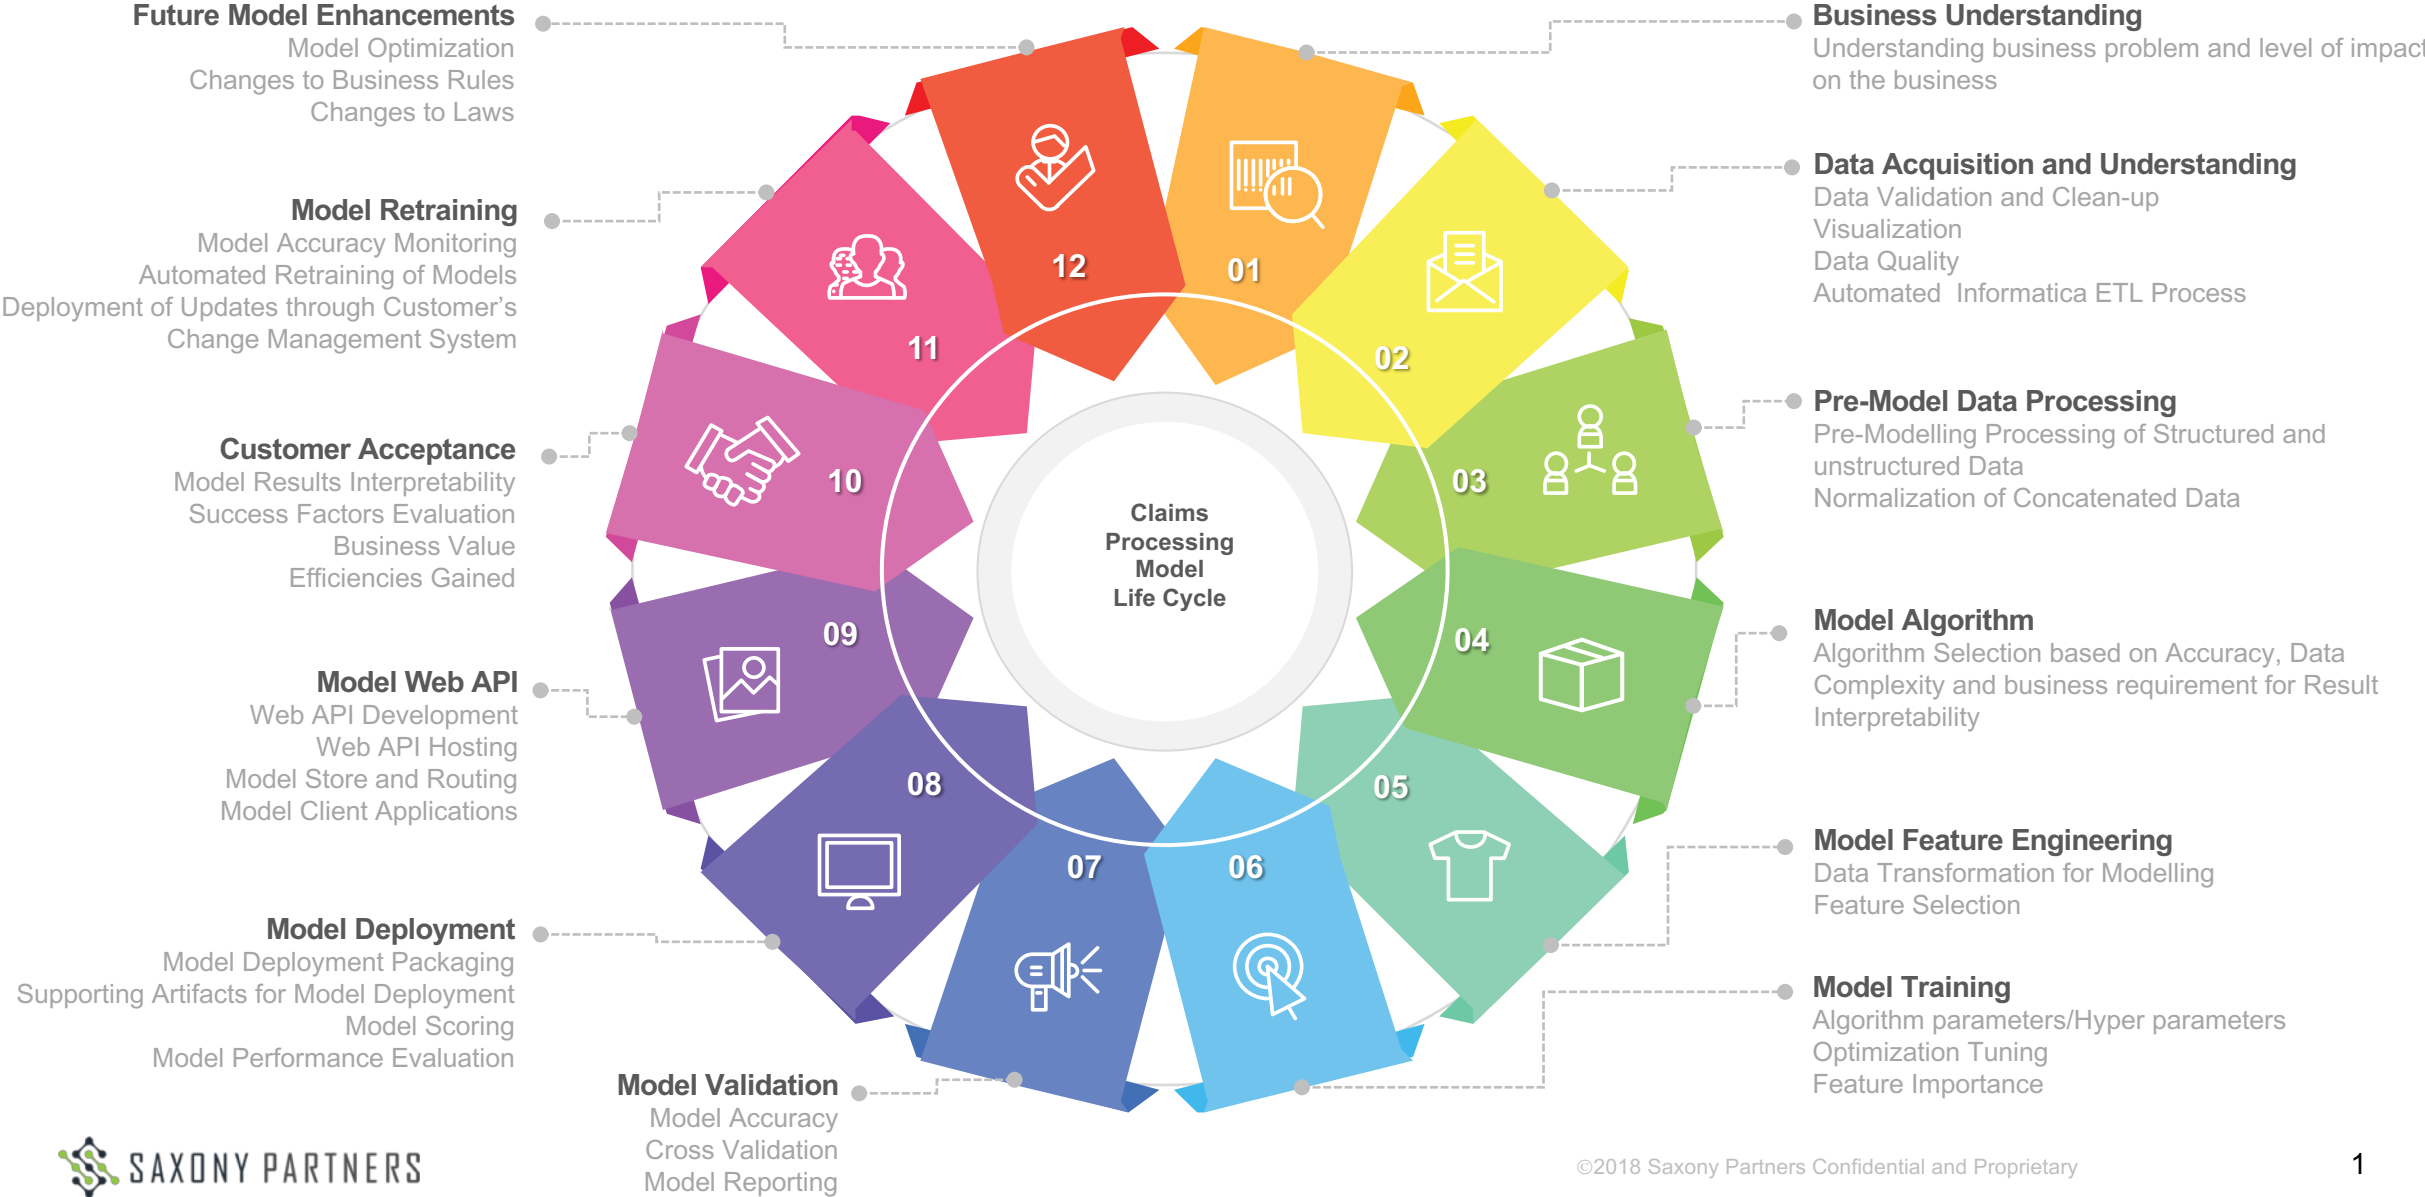 Future Model Enhancements
Model Optimization
Changes to Business Rules
Changes to Laws
Model Retraining
Model Accuracy Monitoring
Automated Retraining of Models
Deployment of Updates through Customer’s
Change Management System
Customer Acceptance
Model Results Interpretability
Success Factors Evaluation
Business Value
Efficiencies Gained
Model Web API
Web API Development
Web API Hosting
Model Store and Routing
Model Client Applications
Model Deployment
Model Deployment Packaging
Supporting Artifacts for Model Deployment
Model Scoring
Model Performance Evaluation
Model Validation
Model Accuracy
Cross Validation
Model Reporting
12
01
11
02
10
03
09
04
08
05
07
06
Claims
Processing
Model
Life Cycle
Business Understanding
Understanding business problem and level of impact
on the business
Data Acquisition and Understanding
Data Validation and Clean-up
Visualization
Data Quality
Automated  Informatica ETL Process
Pre-Model Data Processing
Pre-Modelling Processing of Structured and
unstructured Data
Normalization of Concatenated Data
Model Algorithm
Algorithm Selection based on Accuracy, Data
Complexity and business requirement for Result
Interpretability
Model Feature Engineering
Data Transformation for Modelling
Feature Selection
Model Training
Algorithm parameters/Hyper parameters
Optimization Tuning
Feature Importance
SAXONY PARTNERS
©2018 Saxony Partners Confidential and Proprietary
1